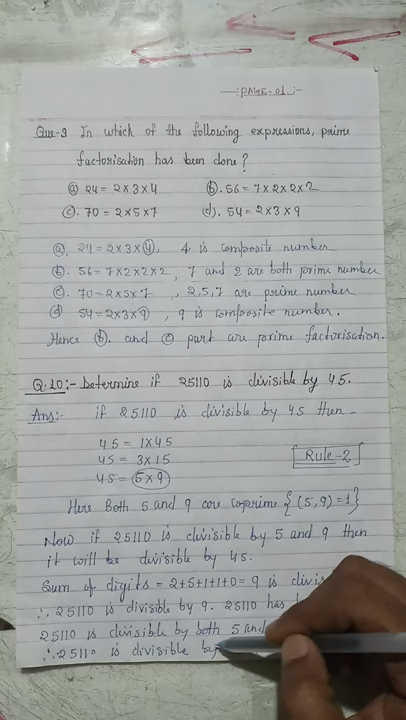 —:PAGE-01:-
Que-9 In which of the following expressions, prime
factorisation has been done?
(a) 24 = 2×3×4 (b). 56 = 7×2×2×2
(c). 70 = 2×5×7 (d). 54 = 2×3×9
(a). 24 = 2×3×4, 4 is composite number
(b). 56 = 7×2×2×2, 7 and 2 are both prime number
(c). 70 = 2×5×7, 2,5,7 are prime number
(d) 54 = 2×3×9, 9 is composite number.
Hence (b). and (c) part are prime factorisation.
Q.10:- Determine if 25110 is divisible by 45.
Ans:- if 25110 is divisible by 45 then-
45 = 1×45
45 = 3×15 [Rule-2]
45 = 5×9
Here Both 5 and 9 are coprime {(5,9)=1}
Now if 25110 is divisible by 5 and 9 then
it will be divisible by 45.
Sum of digits = 2+5+1+1+0 = 9 is
∴ 25110 is divisible by 9. 25110 has
25110 is divisible by both 5 and
∴ 25110 is divisible by